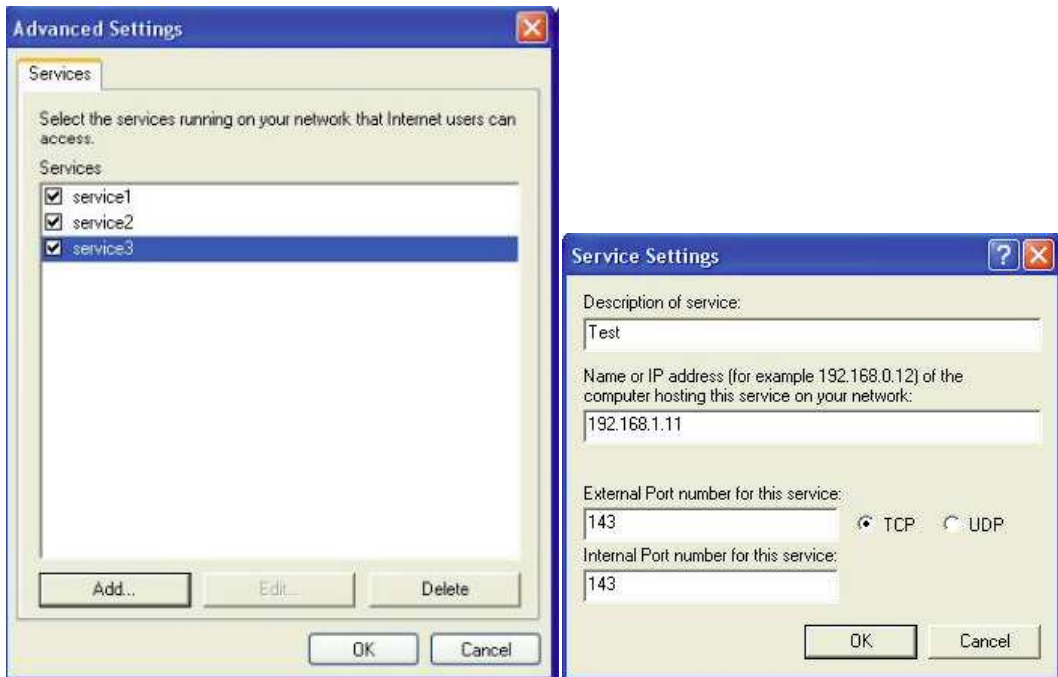 Advanced Settings
Services
Select the services running on your network that Internet users can
access.
Services
service1
service2
service3
Add...
Edit...
Delete
OK
Cancel
Service Settings
Description of service:
Test
Name or IP address (for example 192.168.0.12) of the
computer hosting this service on your network:
192.168.1.11
External Port number for this service:
143
TCP
UDP
Internal Port number for this service:
143
OK
Cancel